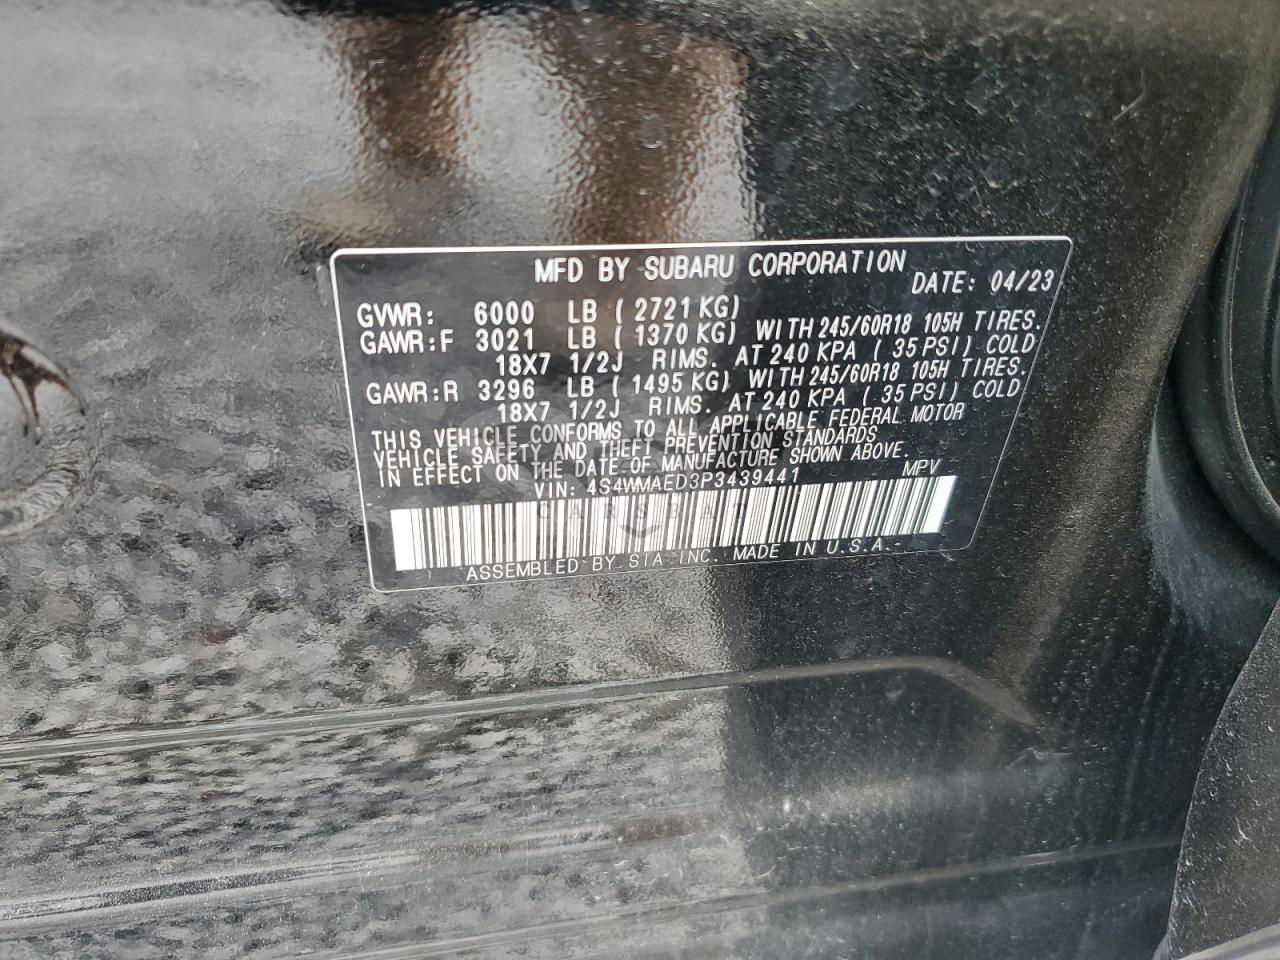 MFD BY SUBARU CORPORATION
DATE: 04/23
GVWR: 6000 LB ( 2721 KG)
GAWR:F 3021 LB ( 1370 KG) WITH 245/60R18 105H TIRES.
18X7 1/2J RIMS. AT 240 KPA ( 35 PSI) COLD
GAWR:R 3296 LB ( 1495 KG) WITH 245/60R18 105H TIRES.
18X7 1/2J RIMS. AT 240 KPA ( 35 PSI) COLD
THIS VEHICLE CONFORMS TO ALL APPLICABLE FEDERAL MOTOR
VEHICLE SAFETY AND THEFT PREVENTION STANDARDS
IN EFFECT ON THE DATE OF MANUFACTURE SHOWN ABOVE.
VIN: 4S4WMAED3P3439441 MPV
ASSEMBLED BY SIA INC. MADE IN U.S.A.